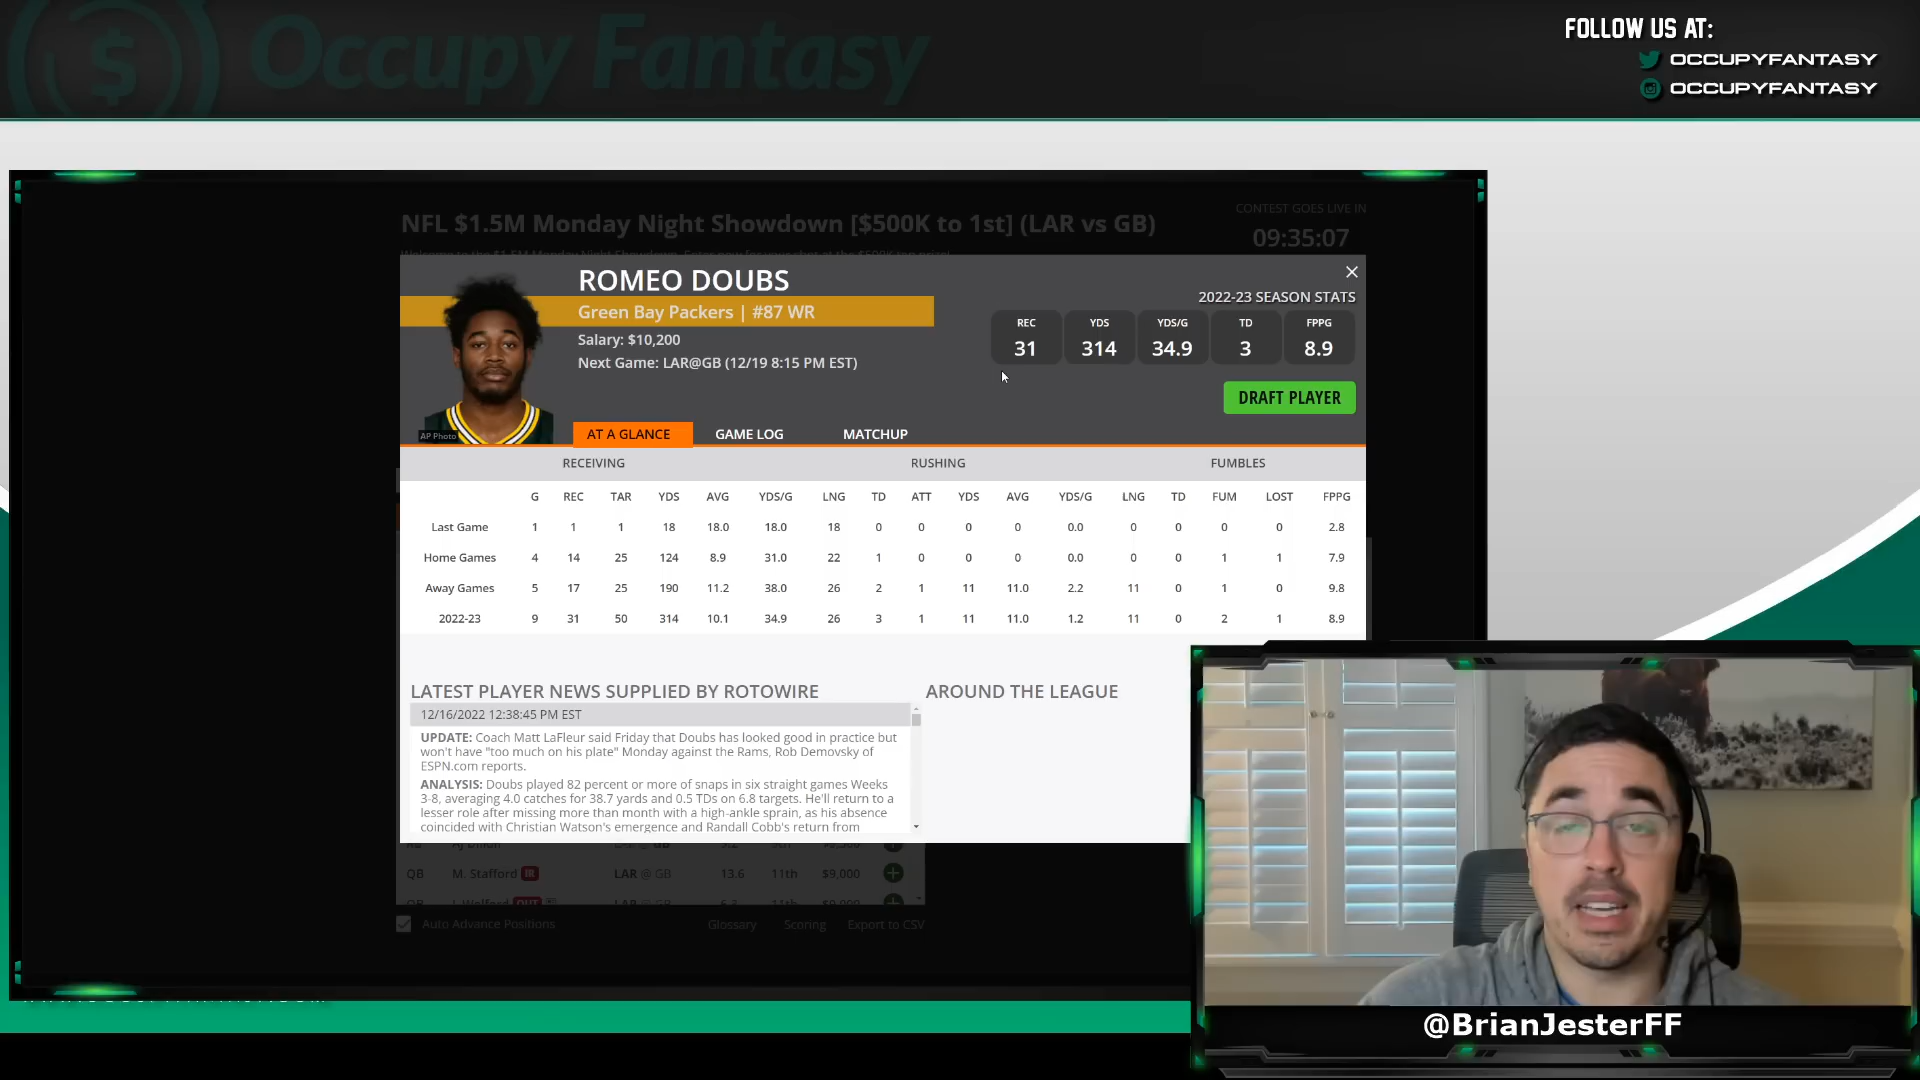 Occupy Fantasy
FOLLOW US AT:
OCCUPYFANTASY
OCCUPYFANTASY
NFL $1.5M Monday Night Showdown [$500K to 1st] (LAR vs GB)
CONTEST GOES LIVE IN
09:35:07
ROMEO DOUBS
Green Bay Packers | #87 WR
Salary: $10,200
Next Game: LAR@GB (12/19 8:15 PM EST)
2022-23 SEASON STATS
REC YDS YDS/G TD FPPG
31 314 34.9 3 8.9
DRAFT PLAYER
AP Photo
AT A GLANCE GAME LOG MATCHUP
RECEIVING RUSHING FUMBLES
G REC TAR YDS AVG YDS/G LNG TD ATT YDS AVG YDS/G LNG TD FUM LOST FPPG
Last Game 1 1 1 18 18.0 18.0 18 0 0 0 0 0.0 0 0 0 0 2.8
Home Games 4 14 25 124 8.9 31.0 22 1 0 0 0 0.0 0 0 1 1 7.9
Away Games 5 17 25 190 11.2 38.0 26 2 1 11 11.0 2.2 11 0 1 0 9.8
2022-23 9 31 50 314 10.1 34.9 26 3 1 11 11.0 1.2 11 0 2 1 8.9
LATEST PLAYER NEWS SUPPLIED BY ROTOWIRE
AROUND THE LEAGUE
12/16/2022 12:38:45 PM EST
UPDATE: Coach Matt LaFleur said Friday that Doubs has looked good in practice but
won't have "too much on his plate" Monday against the Rams, Rob Demovsky of
ESPN.com reports.
ANALYSIS: Doubs played 82 percent or more of snaps in six straight games Weeks
3-8, averaging 4.0 catches for 38.7 yards and 0.5 TDs on 6.8 targets. He'll return to a
lesser role after missing more than month with a high-ankle sprain, as his absence
coincided with Christian Watson's emergence and Randall Cobb's return from
QB M. Stafford IR LAR @ GB 13.6 11th $9,000
Auto Advance Positions Glossary Scoring Export to CSV
@BrianJesterFF